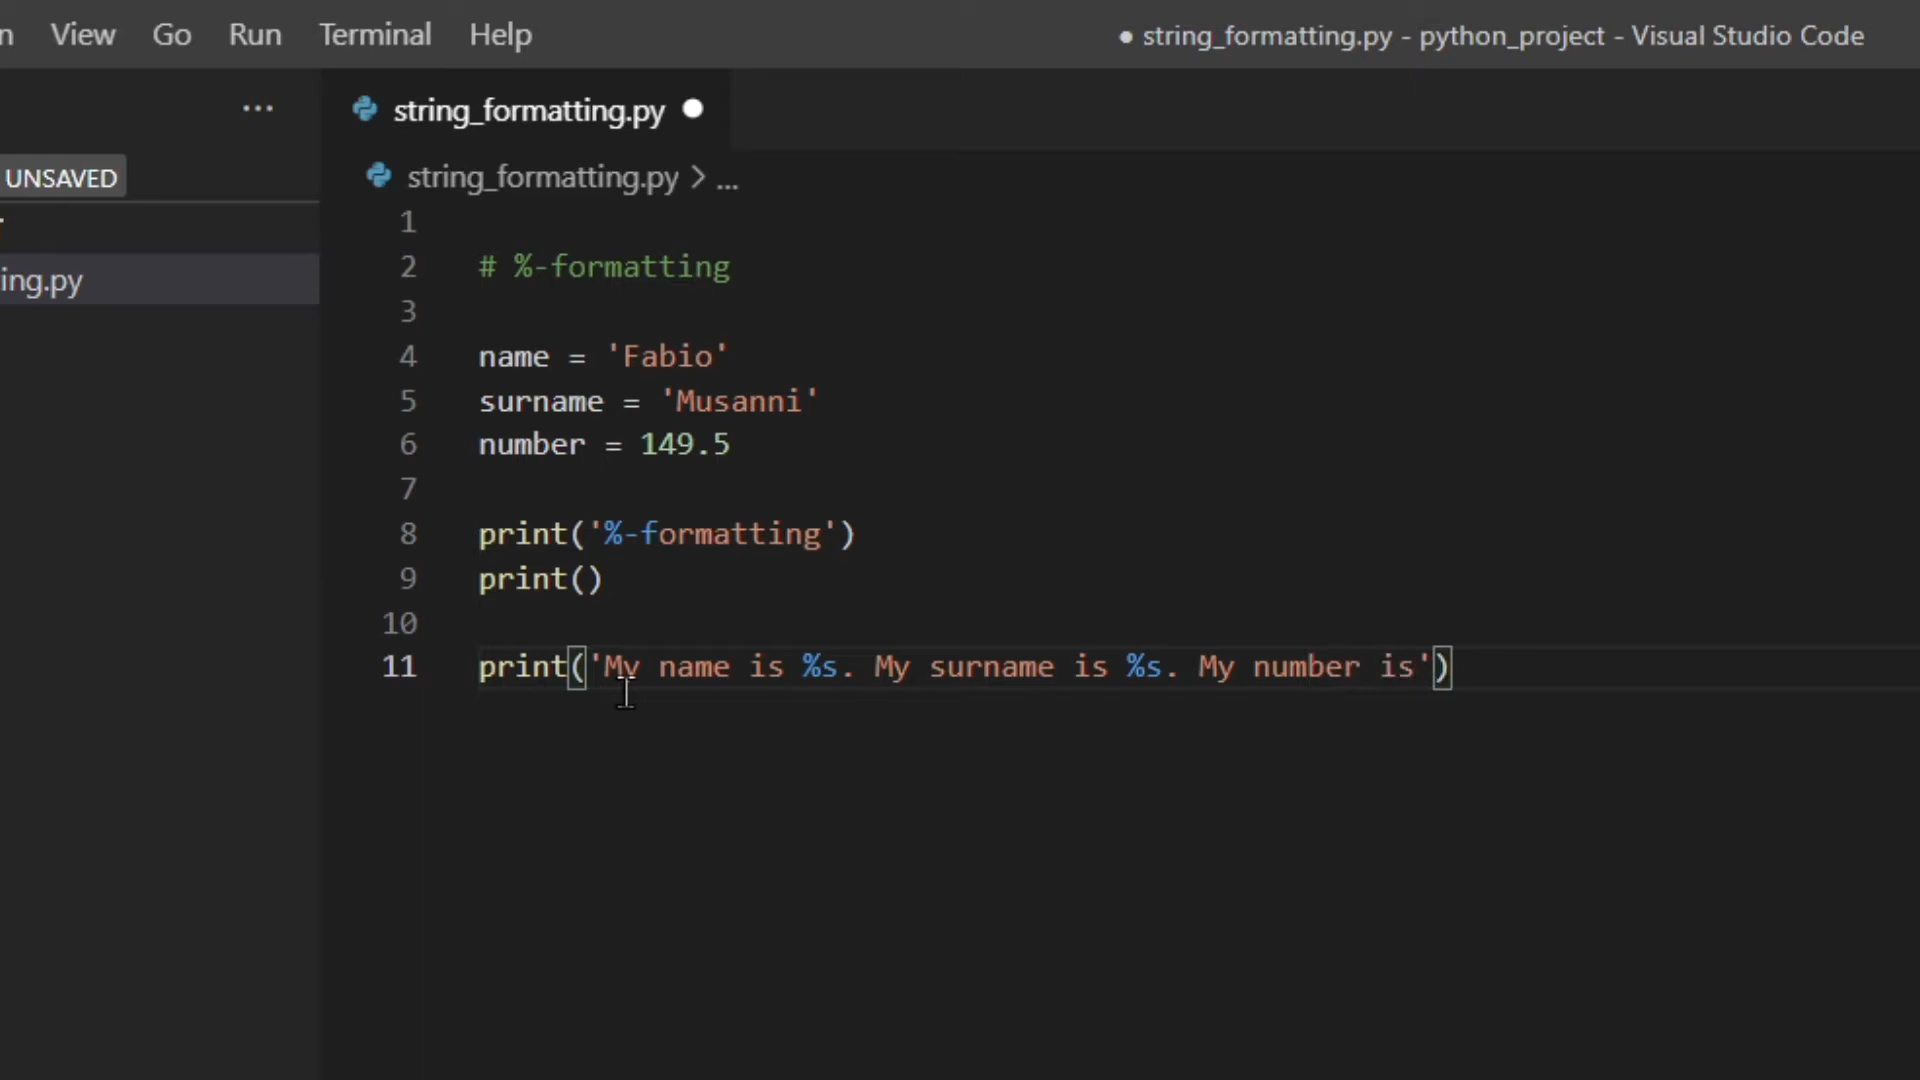 n View Go Run Terminal Help
● string_formatting.py - python_project - Visual Studio Code
...
string_formatting.py ●
UNSAVED
string_formatting.py > ...
ing.py
1
2 # %-formatting
3
4 name = 'Fabio'
5 surname = 'Musanni'
6 number = 149.5
7
8 print('%-formatting')
9 print()
10
11 print('My name is %s. My surname is %s. My number is')